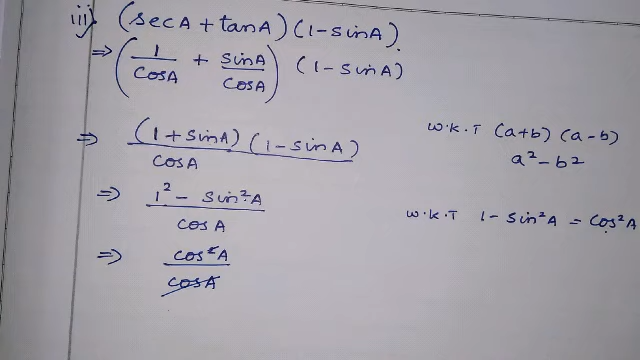 iii) (secA + tanA) (1 - sinA).
⇒ (1/cosA + sinA/cosA) (1 - sinA)
⇒ (1 + sinA) (1 - sinA) / cosA
w.k.T (a+b) (a-b)
a² - b²
⇒ 1² - sin²A / cosA
w.k.T 1 - sin²A = cos²A
⇒ cos²A / cosA